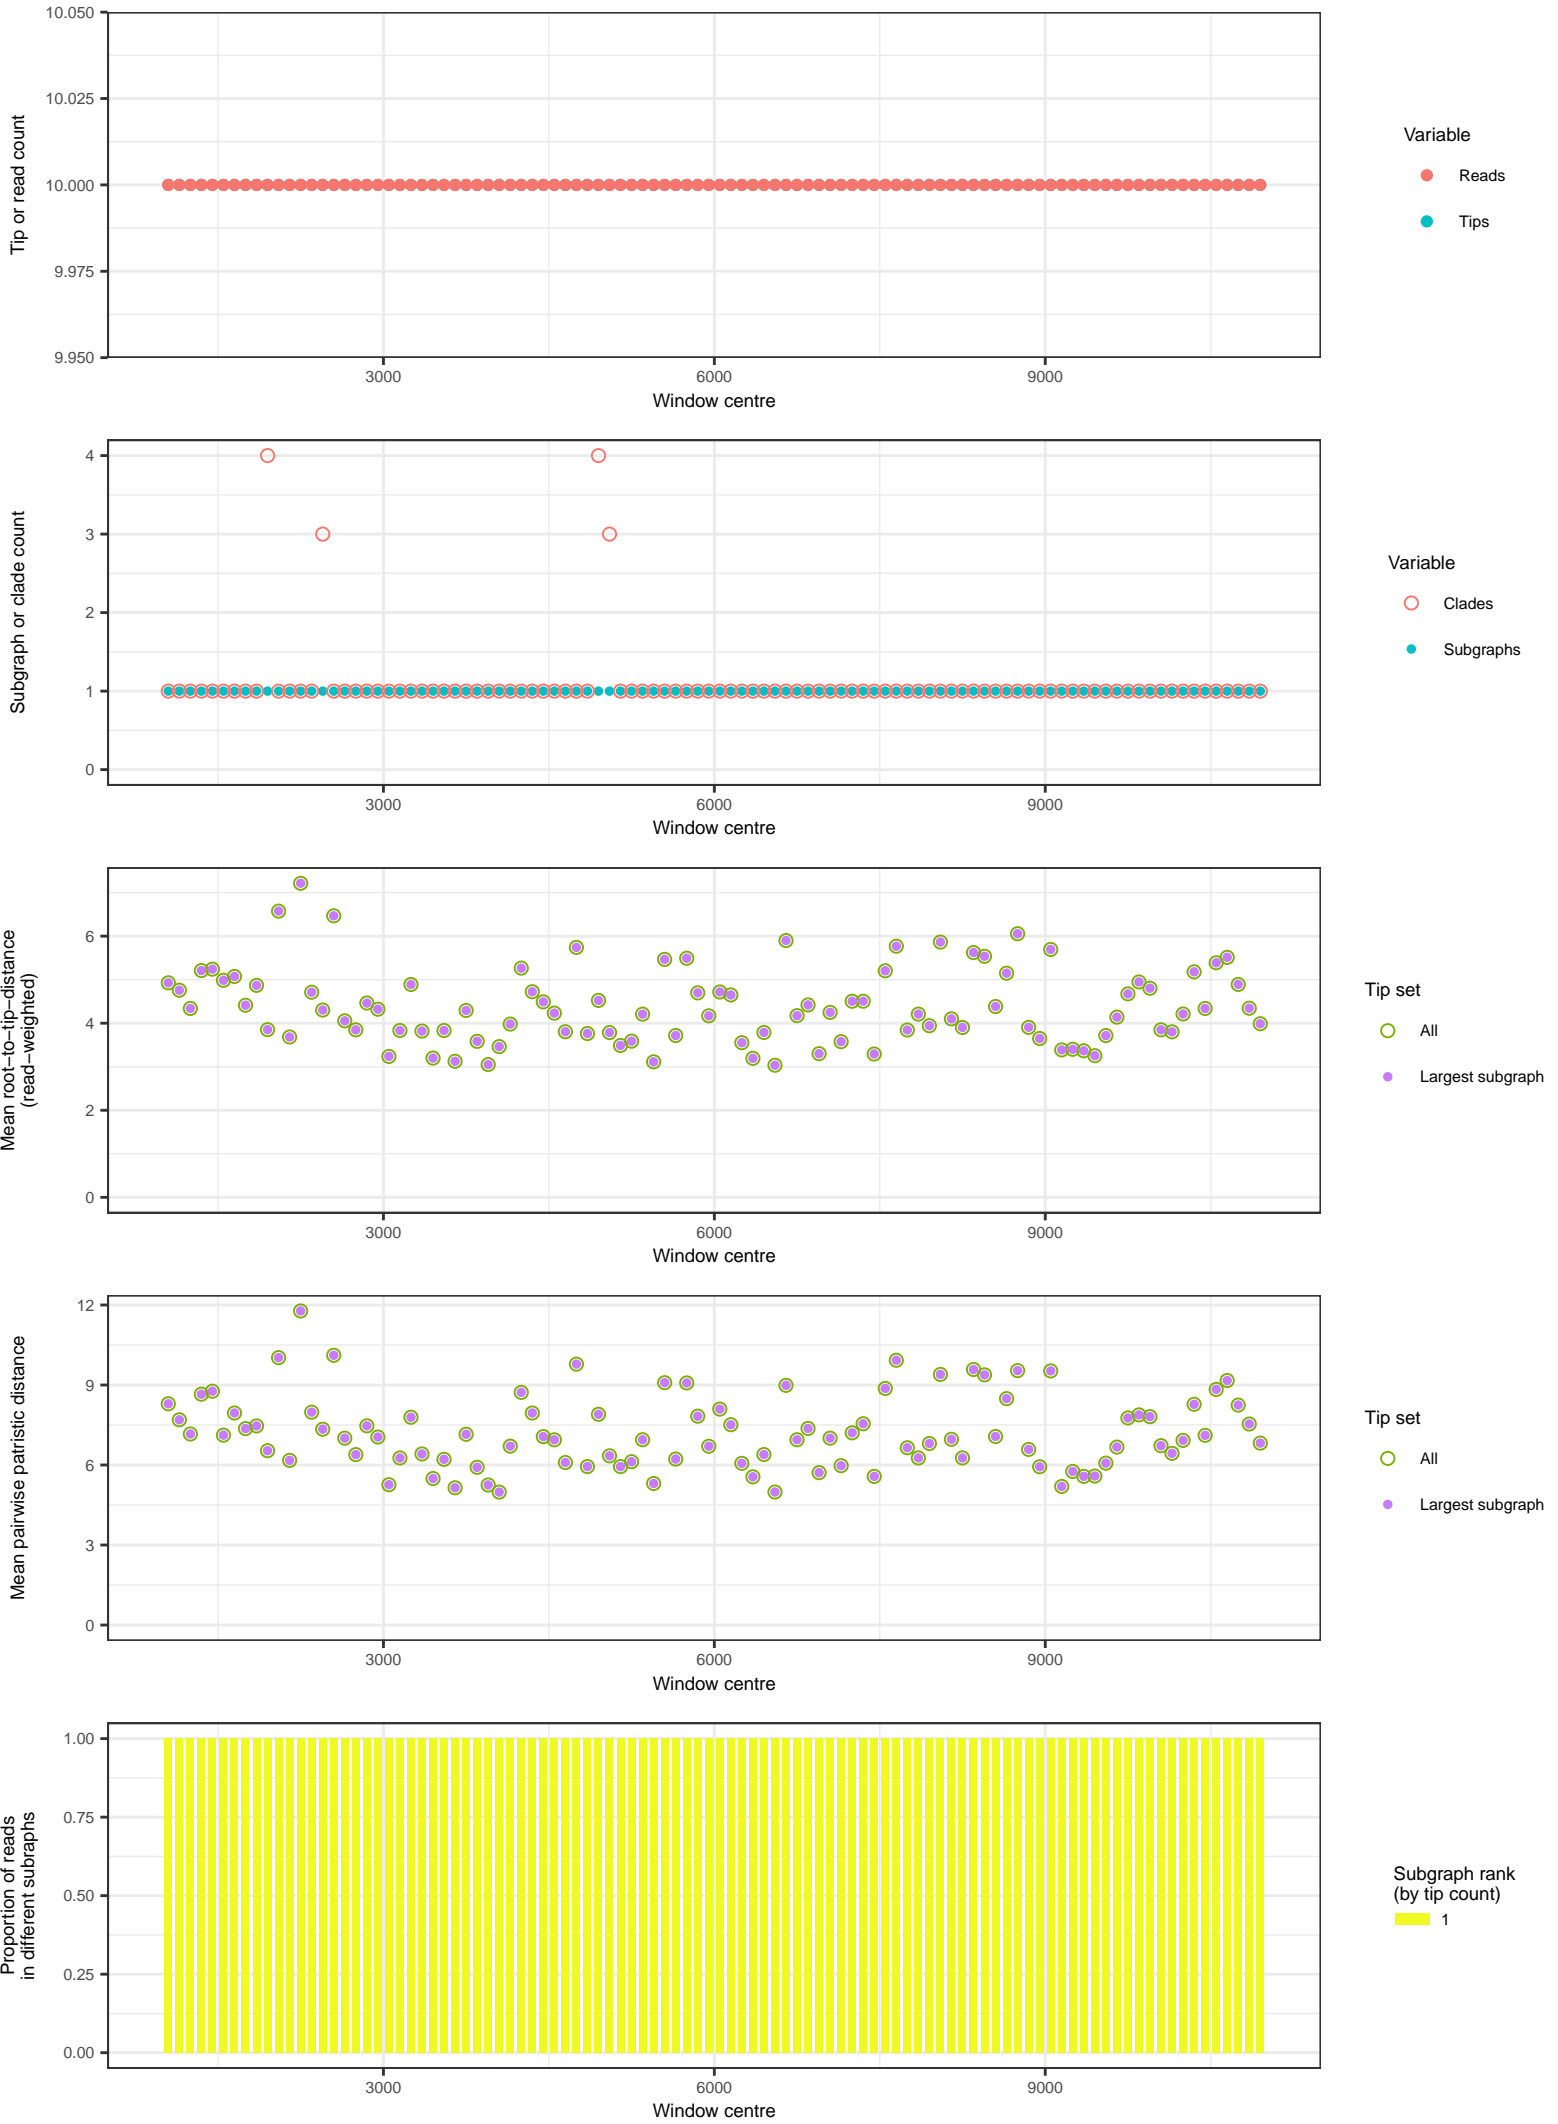 10.050
10.025
10.000
9.975
9.950
Tip or read count
3000
6000
9000
Window centre
Variable
Reads
Tips
4
3
2
1
0
Subgraph or clade count
3000
6000
9000
Window centre
Variable
Clades
Subgraphs
6
4
2
0
Mean root−to−tip−distance
(read−weighted)
3000
6000
9000
Window centre
Tip set
All
Largest subgraph
12
9
6
3
0
Mean pairwise patristic distance
3000
6000
9000
Window centre
Tip set
All
Largest subgraph
1.00
0.75
0.50
0.25
0.00
Proportion of reads
in different subraphs
3000
6000
9000
Window centre
Subgraph rank
(by tip count)
1